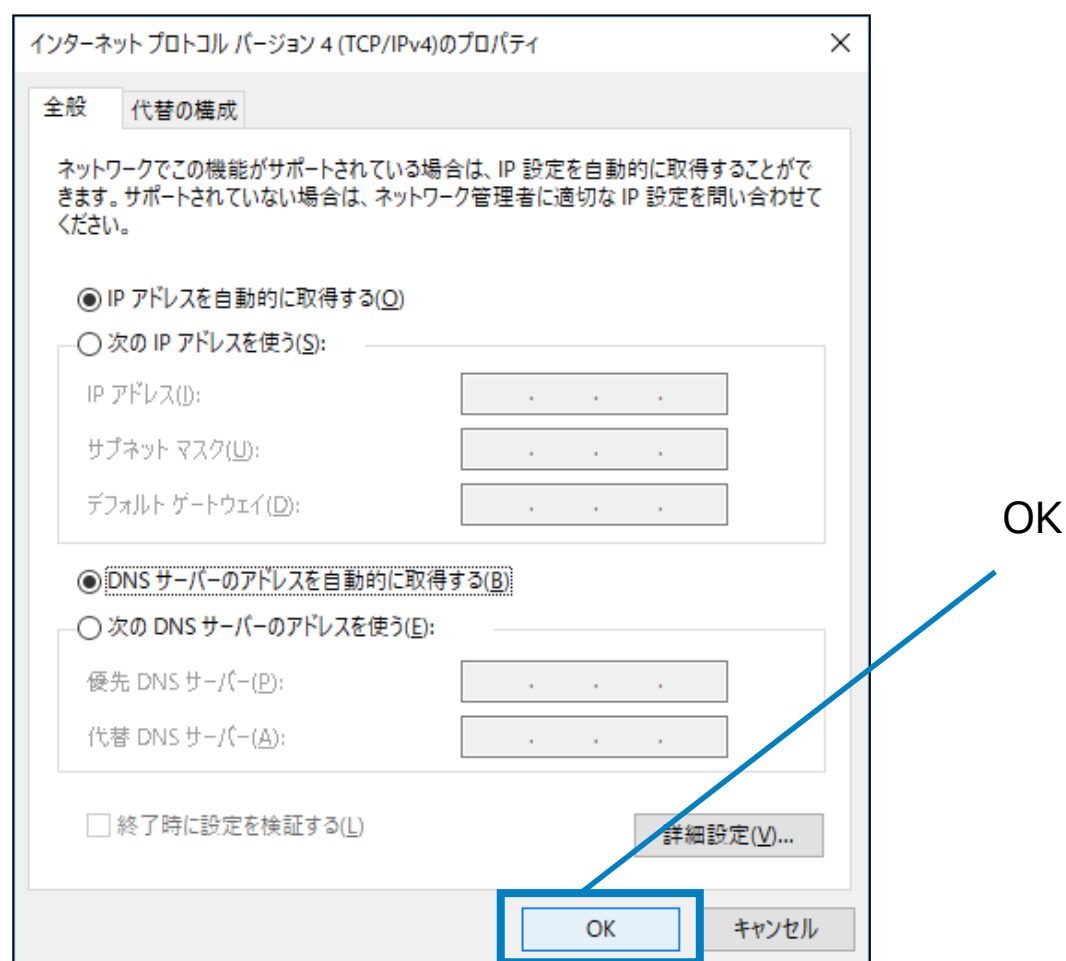 インターネット プロトコル バージョン 4 (TCP/IPv4)のプロパティ
全般
代替の構成
ネットワークでこの機能がサポートされている場合は、IP 設定を自動的に取得することがで
きます。サポートされていない場合は、ネットワーク管理者に適切な IP 設定を問い合わせて
ください。
IP アドレスを自動的に取得する(O)
次の IP アドレスを使う(S):
IP アドレス(I):
サブネット マスク(U):
デフォルト ゲートウェイ(D):
OK
DNS サーバーのアドレスを自動的に取得する(B)
次の DNS サーバーのアドレスを使う(E):
優先 DNS サーバー(P):
代替 DNS サーバー(A):
終了時に設定を検証する(L)
詳細設定(V)...
OK
キャンセル